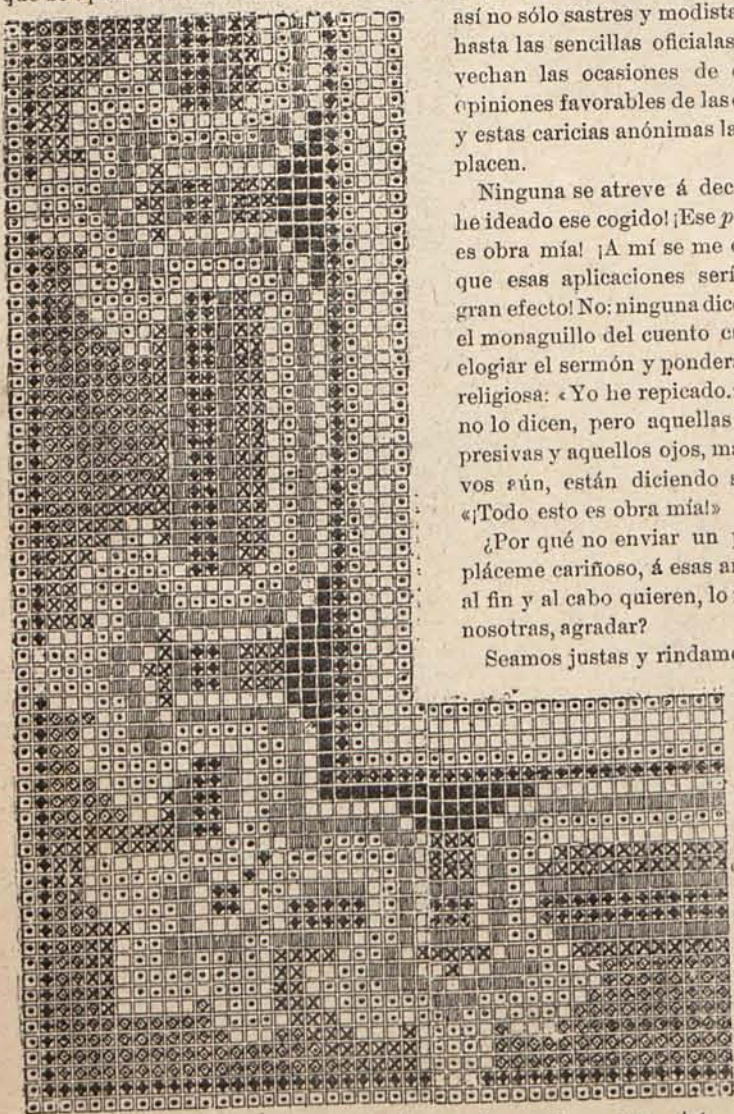 así no sólo sastres y modista
hasta las sencillas oficialas
vechan las ocasiones de
opiniones favorables de las
y estas caricias anónimas la
placen.
Ninguna se atreve á dec
he ideado ese cogido! ¡Ese p
es obra mía! ¡A mí se me
que esas aplicaciones serí
gran efecto! No: ninguna dice
el monaguillo del cuento c
elogiar el sermón y pondera
religiosa: «Yo he repicado.
no lo dicen, pero aquellas
presivas y aquellos ojos, ma
vos aún, están diciendo s
«¡Todo esto es obra mía!»
¿Por qué no enviar un
pláceme cariñoso, á esas a
al fin y al cabo quieren, lo
nosotras, agradar?
Seamos justas y rindamo